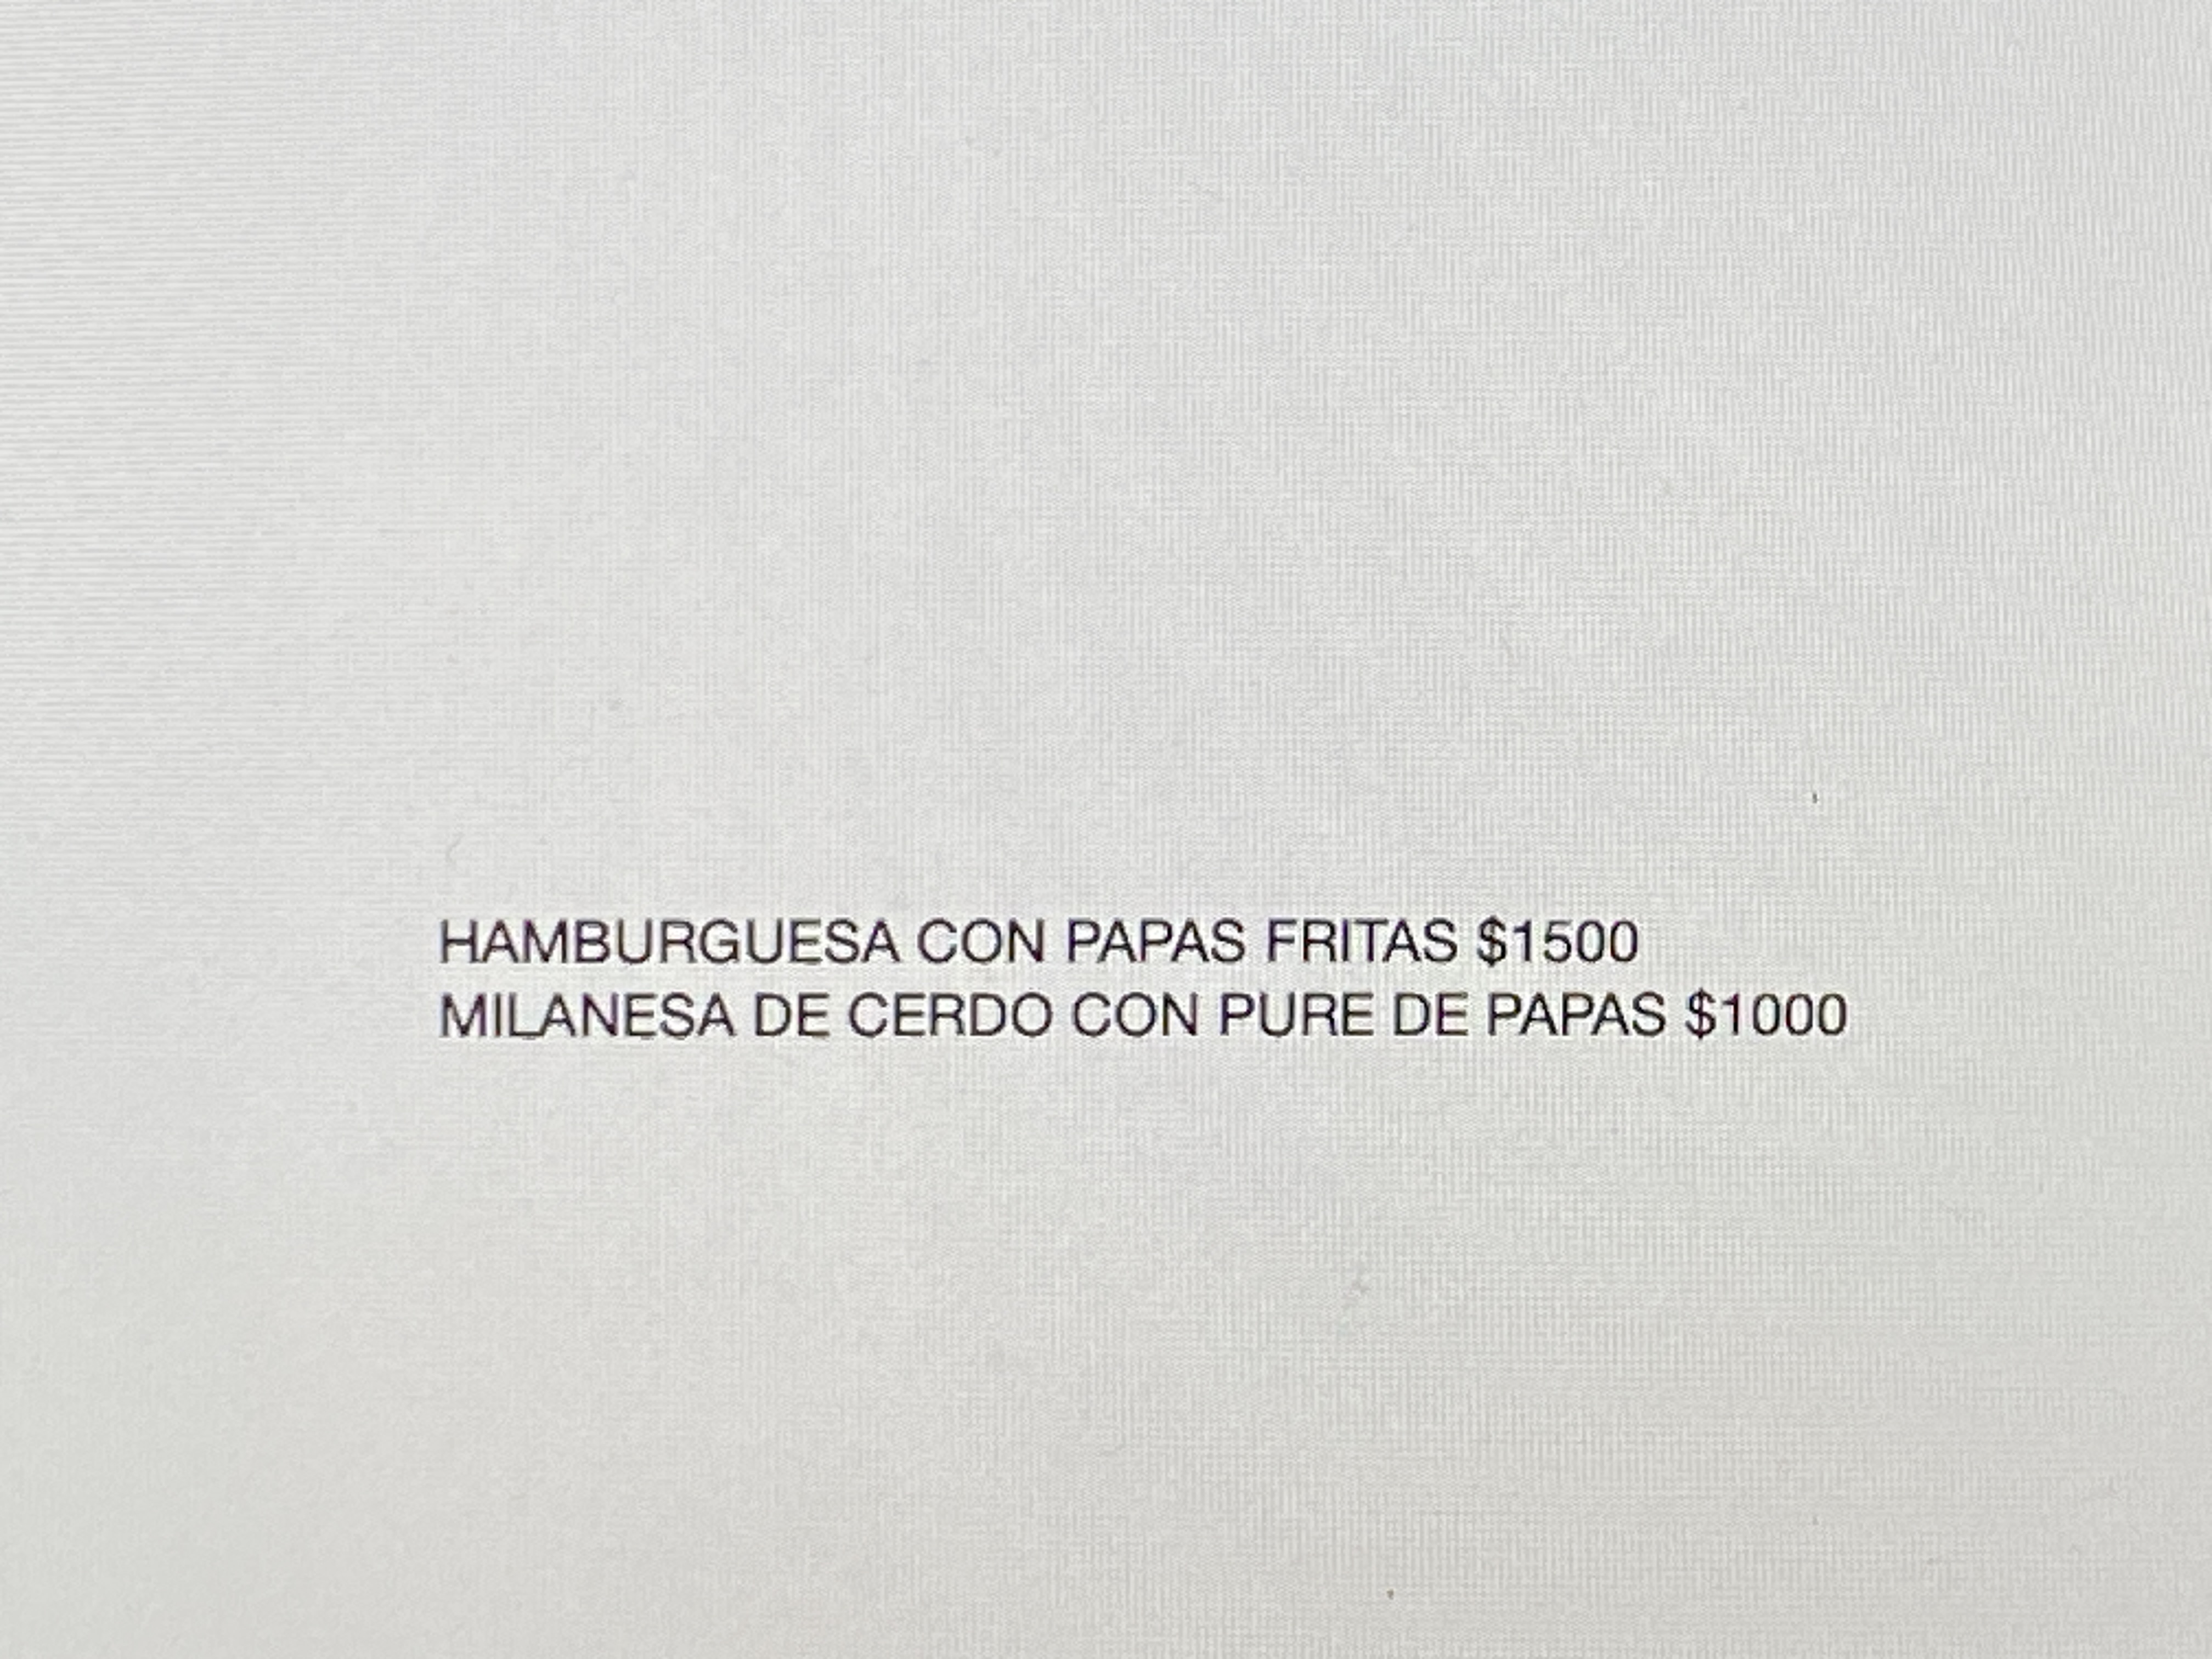 HAMBURGUESA CON PAPAS FRITAS $1500
MILANESA DE CERDO CON PURE DE PAPAS $1000